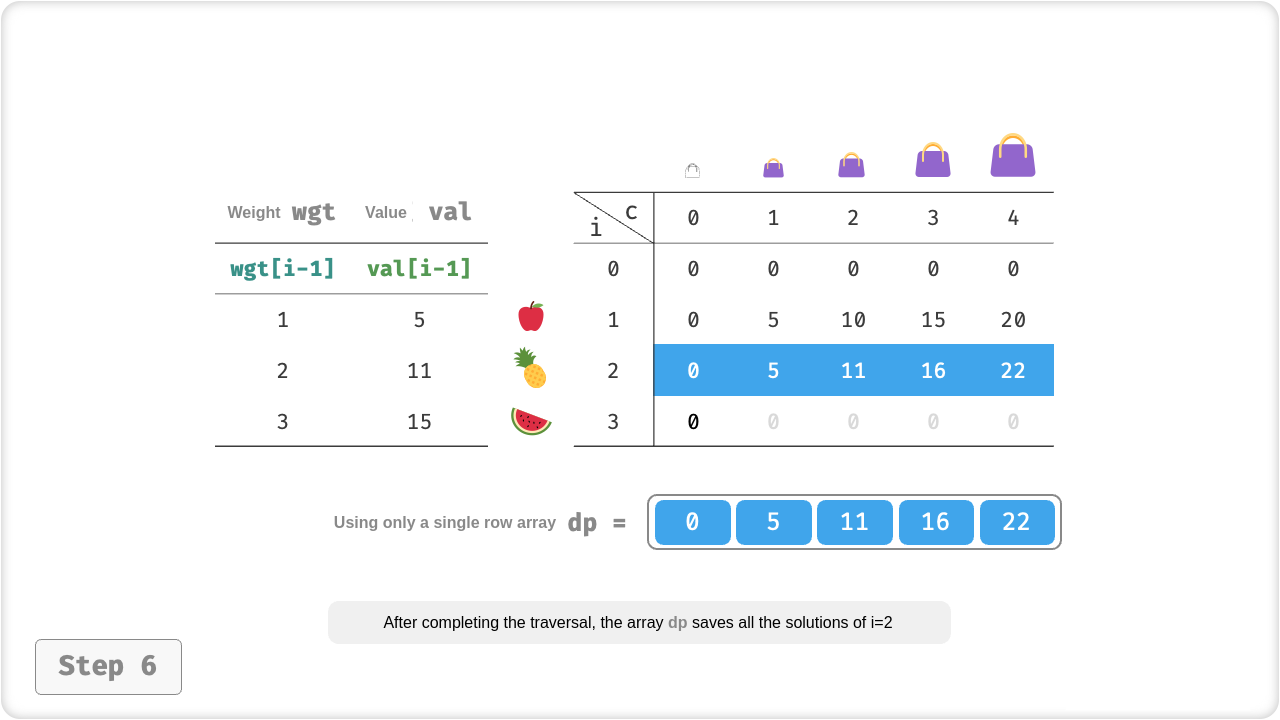 Weight wgt Value val
wgt[i-1] val[i-1]
1 5
2 11
3 15
i C 0 1 2 3 4
0 0 0 0 0 0
1 0 5 10 15 20
2 0 5 11 16 22
3 0 0 0 0 0
Using only a single row array dp = 0 5 11 16 22
After completing the traversal, the array dp saves all the solutions of i=2
Step 6